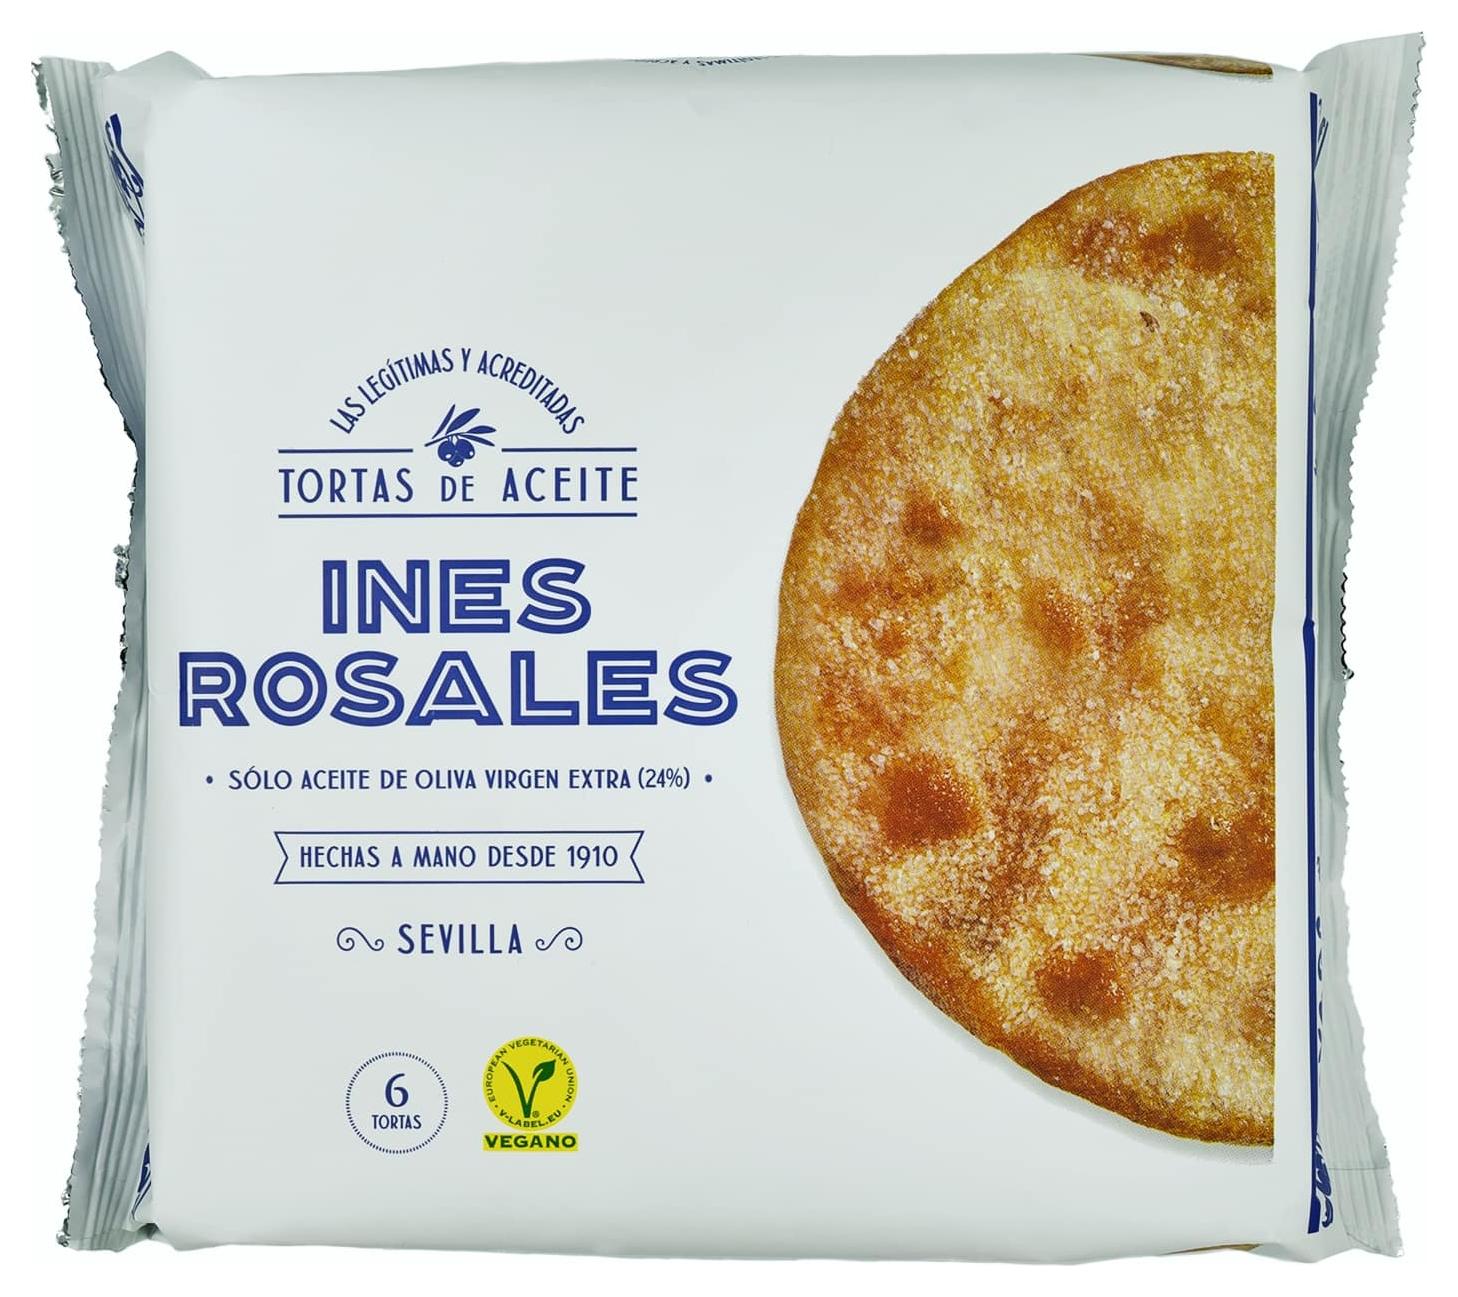 LAS LEGÍTIMAS Y ACREDITADAS
TORTAS DE ACEITE
INES
ROSALES
• SÓLO ACEITE DE OLIVA VIRGEN EXTRA (24%) •
HECHAS A MANO DESDE 1910
SEVILLA
6
TORTAS
EUROPEAN VEGETARIAN UNION
• V-LABEL.EU •
®
VEGANO